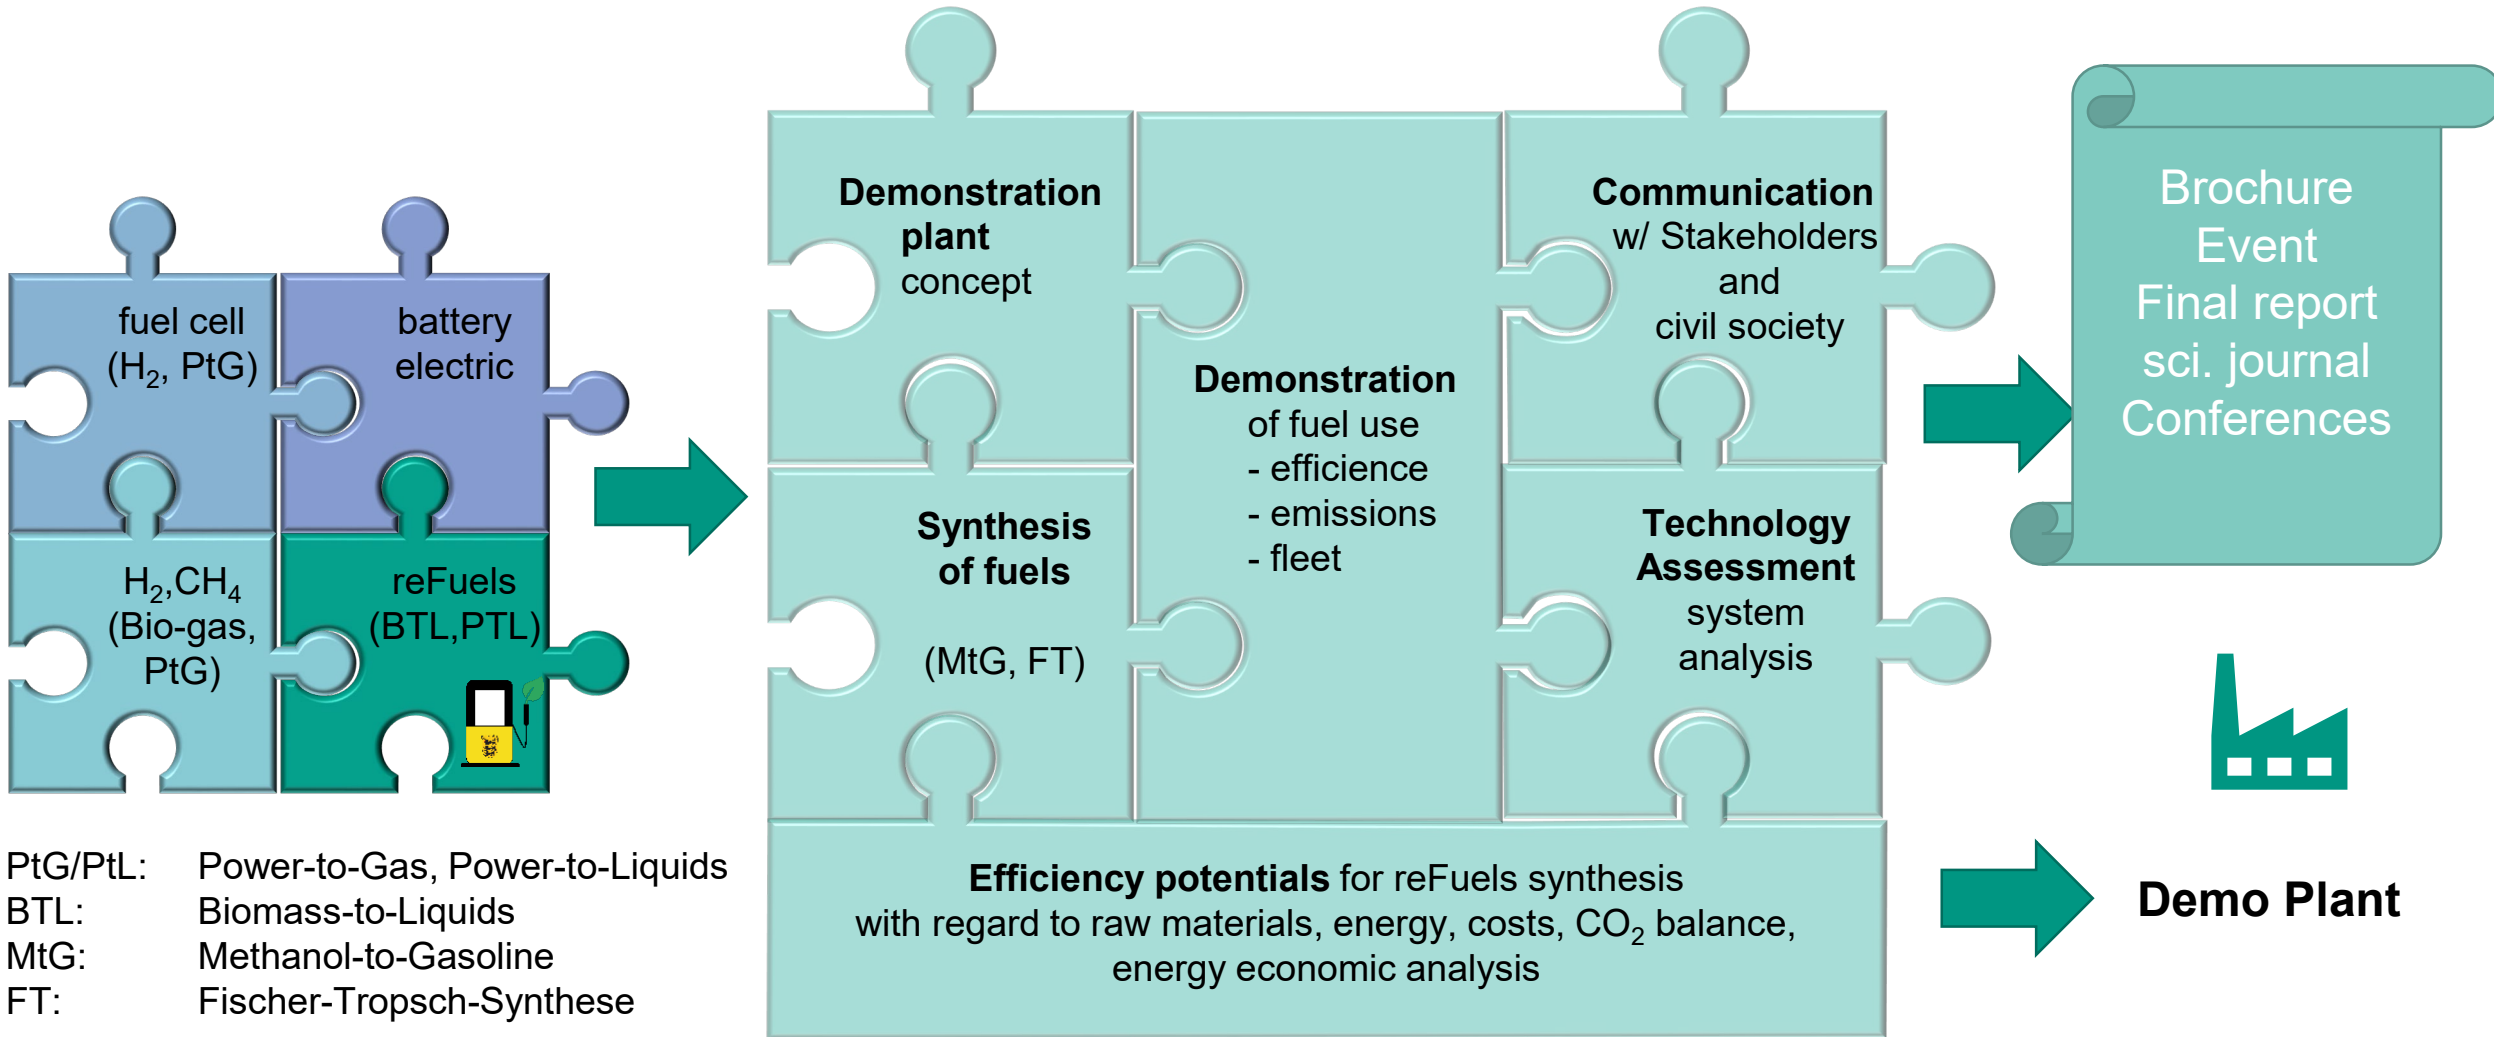 fuel cell
(H₂, PtG)
battery
electric
H₂,CH₄
(Bio-gas,
PtG)
reFuels
(BTL,PTL)
PtG/PtL: Power-to-Gas, Power-to-Liquids
BTL: Biomass-to-Liquids
MtG: Methanol-to-Gasoline
FT: Fischer-Tropsch-Synthese
Demonstration
plant
concept
Synthesis
of fuels
(MtG, FT)
Demonstration
of fuel use
- efficience
- emissions
- fleet
Communication
w/ Stakeholders
and
civil society
Technology
Assessment
system
analysis
Efficiency potentials for reFuels synthesis
with regard to raw materials, energy, costs, CO₂ balance,
energy economic analysis
Brochure
Event
Final report
sci. journal
Conferences
Demo Plant